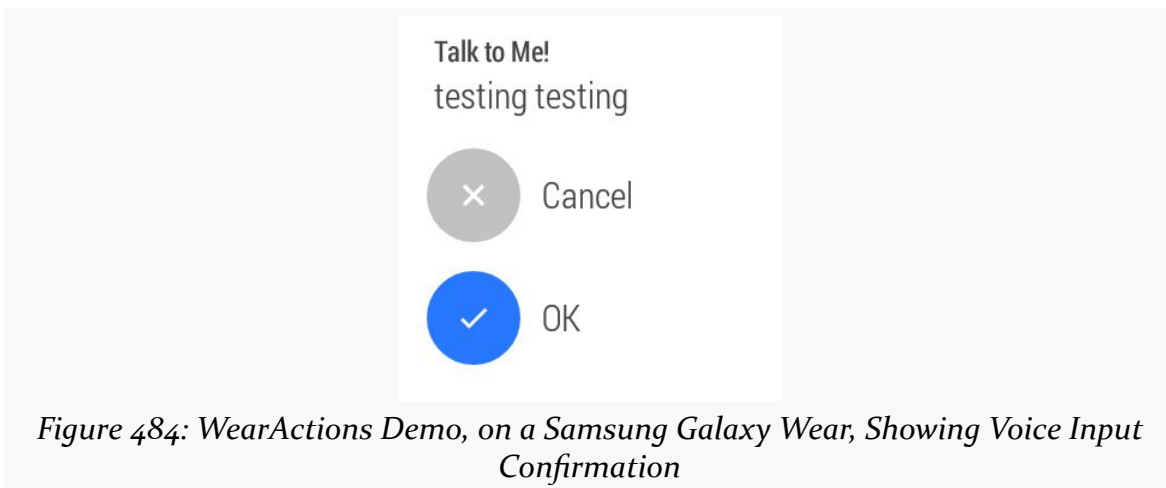 Talk to Me!
testing testing
Cancel
OK
Figure 484: WearActions Demo, on a Samsung Galaxy Wear, Showing Voice Input
Confirmation